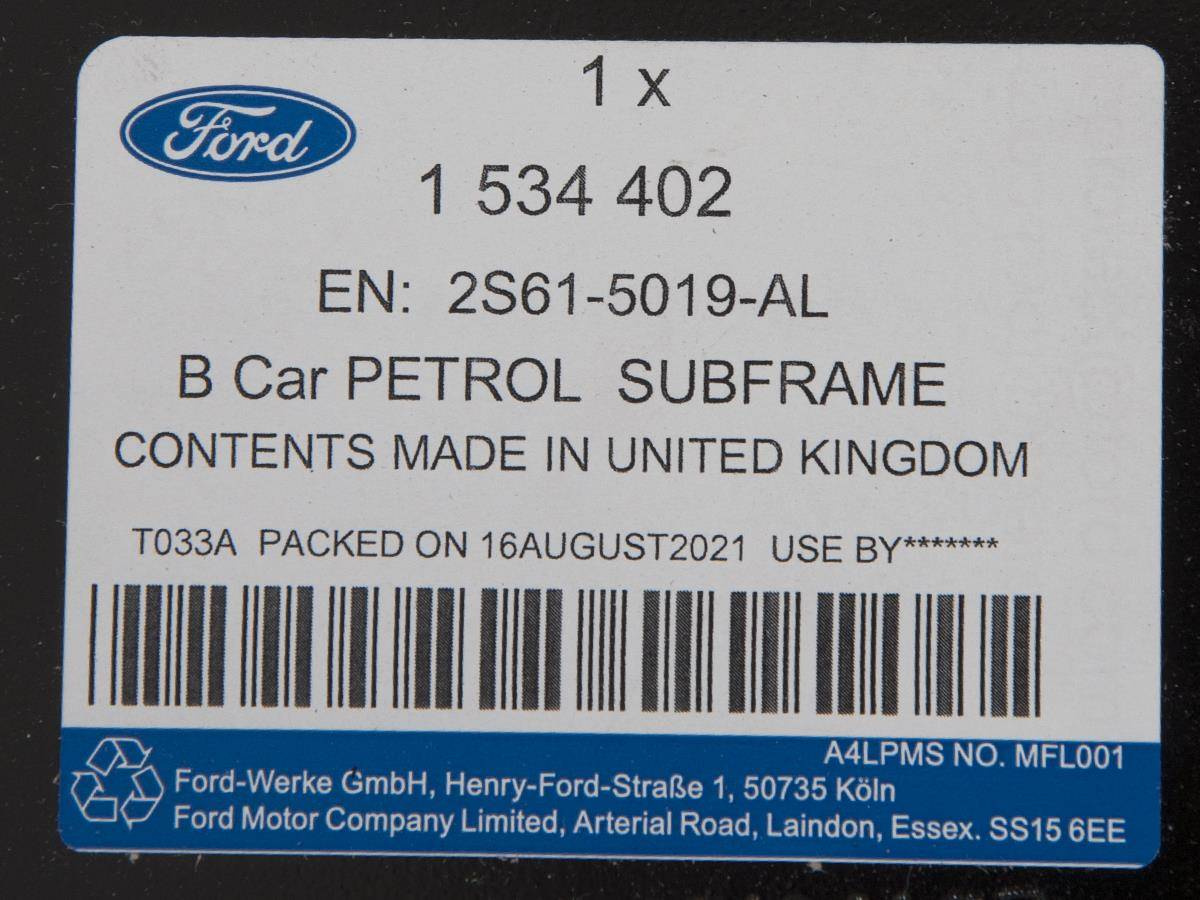 1 x
Ford
1 534 402
EN: 2S61-5019-AL
B Car PETROL SUBFRAME
CONTENTS MADE IN UNITED KINGDOM
T033A PACKED ON 16AUGUST2021 USE BY*******
A4LPMS NO. MFL001
Ford-Werke GmbH, Henry-Ford-Straße 1, 50735 Köln
Ford Motor Company Limited, Arterial Road, Laindon, Essex. SS15 6EE